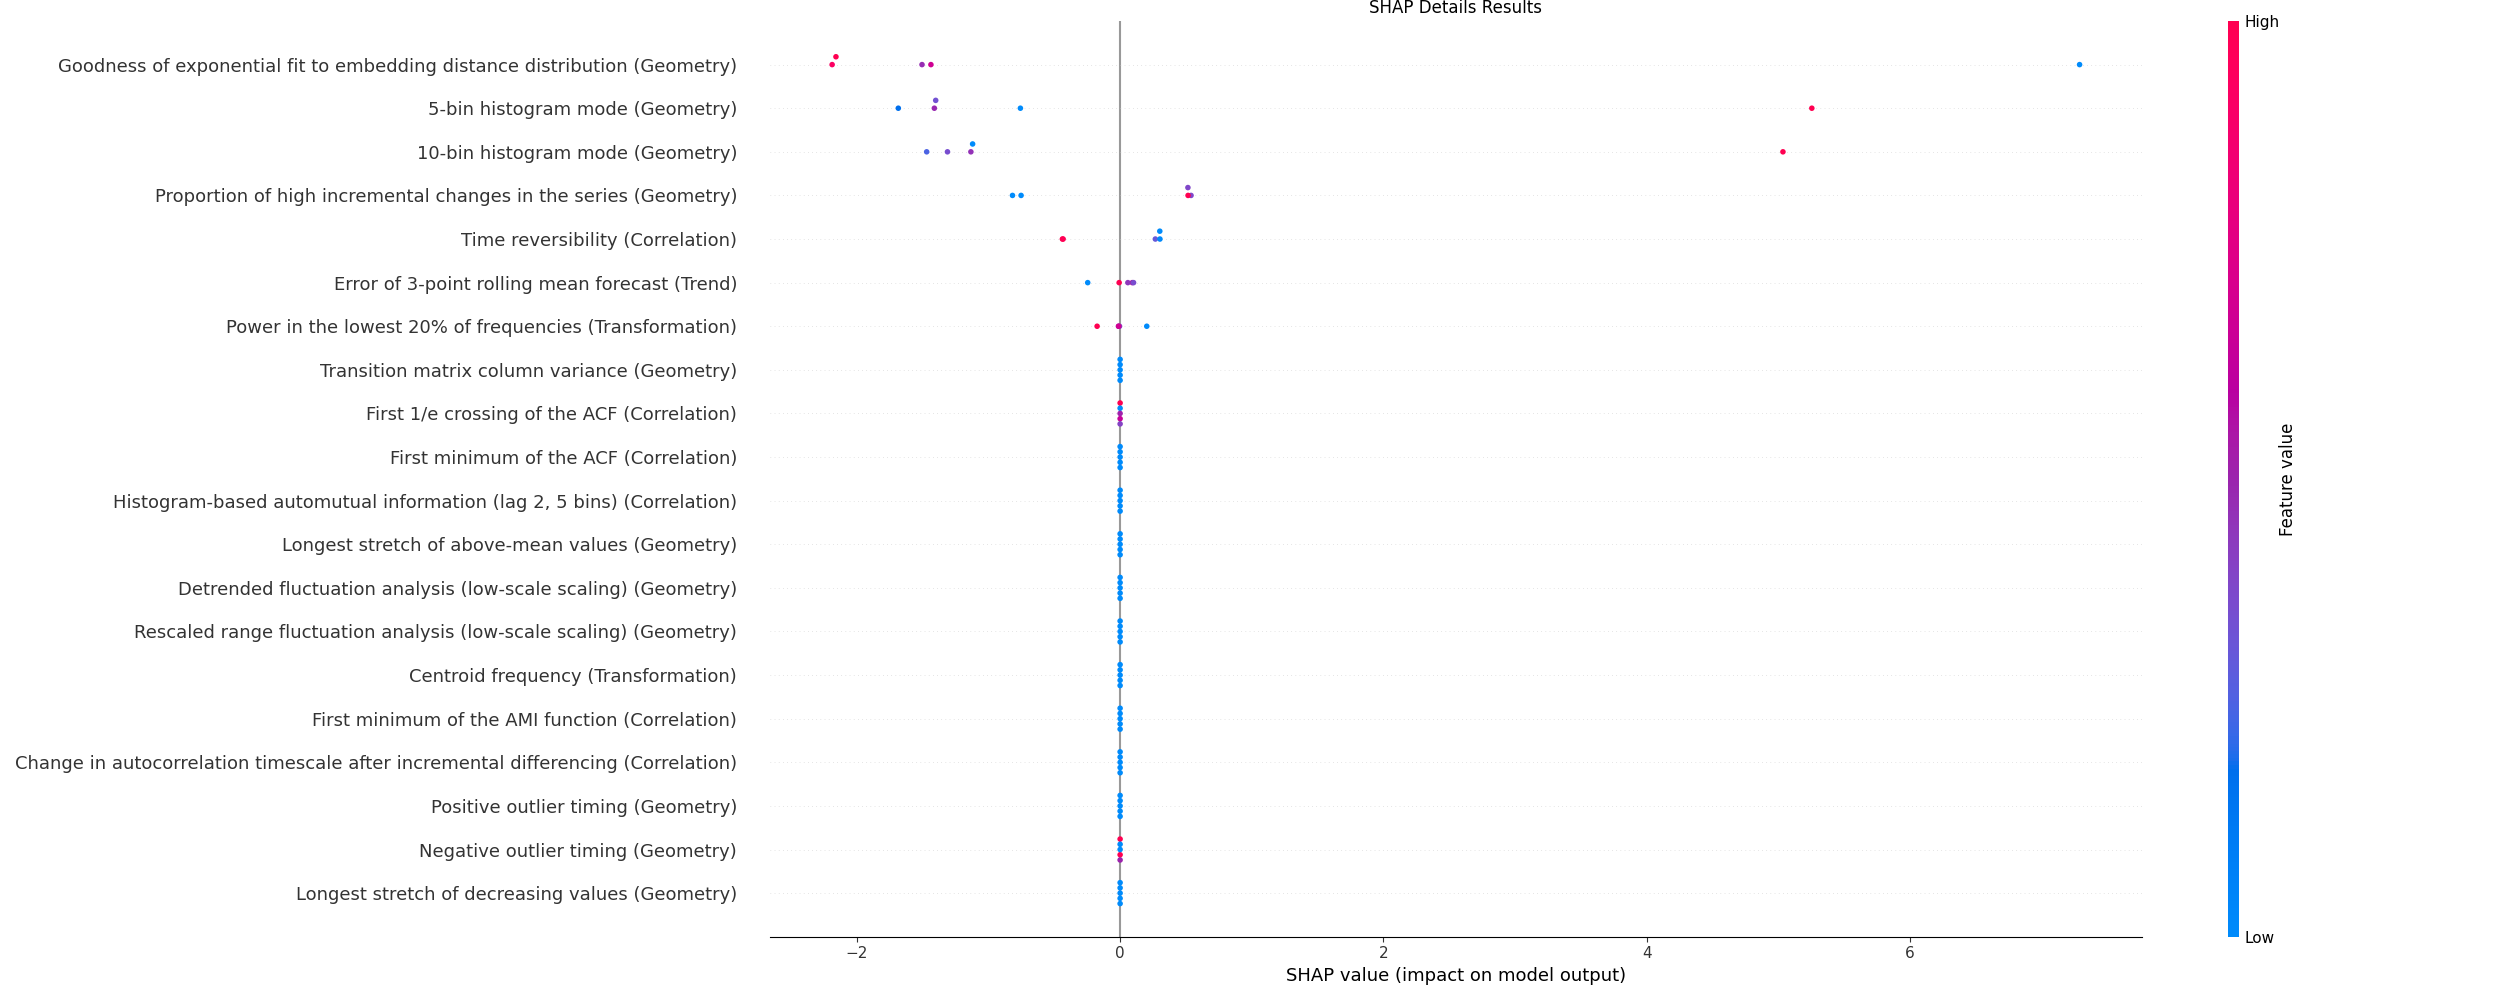 SHAP Details Results
High
Goodness of exponential fit to embedding distance distribution (Geometry)
5-bin histogram mode (Geometry)
10-bin histogram mode (Geometry)
Proportion of high incremental changes in the series (Geometry)
Time reversibility (Correlation)
Error of 3-point rolling mean forecast (Trend)
Power in the lowest 20% of frequencies (Transformation)
Transition matrix column variance (Geometry)
First 1/e crossing of the ACF (Correlation)
First minimum of the ACF (Correlation)
Histogram-based automutual information (lag 2, 5 bins) (Correlation)
Longest stretch of above-mean values (Geometry)
Detrended fluctuation analysis (low-scale scaling) (Geometry)
Rescaled range fluctuation analysis (low-scale scaling) (Geometry)
Centroid frequency (Transformation)
First minimum of the AMI function (Correlation)
Change in autocorrelation timescale after incremental differencing (Correlation)
Positive outlier timing (Geometry)
Negative outlier timing (Geometry)
Longest stretch of decreasing values (Geometry)
Feature value
Low
−2 0 2 4 6
SHAP value (impact on model output)